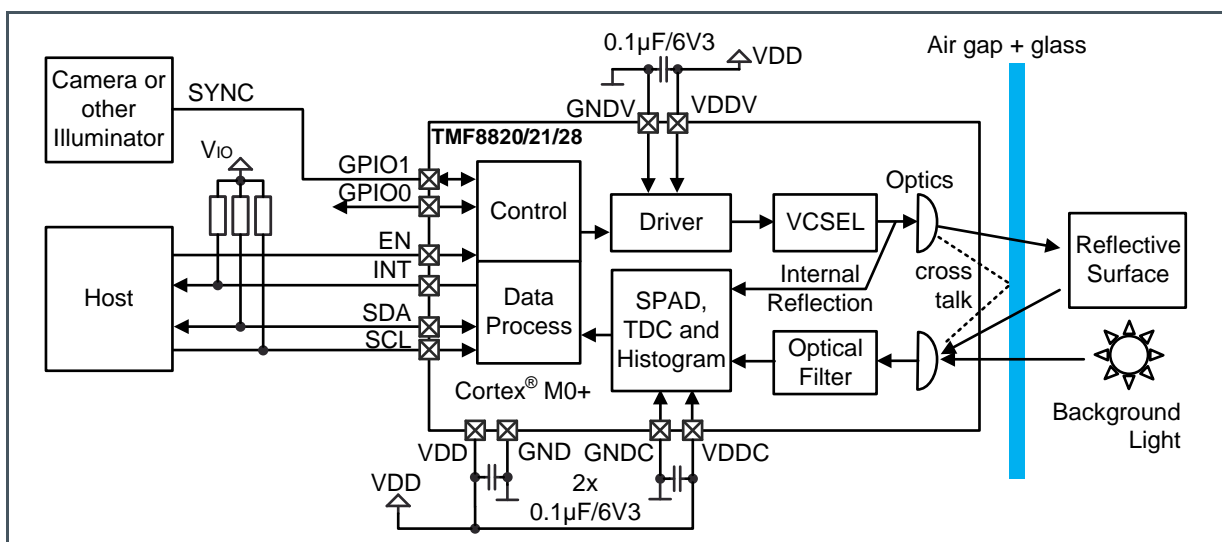 0.1µF/6V3
VDD
Air gap + glass
Camera or
other
Illuminator
SYNC
GNDV
VDDV
TMF8820/21/28
VIO
GPIO1
GPIO0
Control
Driver
VCSEL
Optics
Reflective
Surface
EN
INT
Host
Data
Process
SDA
SCL
Internal
Reflection
cross
talk
SPAD,
TDC and
Histogram
Optical
Filter
Cortex® M0+
Background
Light
VDD
GND
GNDC
VDDC
2x
0.1µF/6V3
VDD